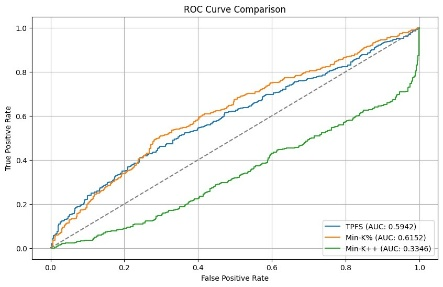 ROC Curve Comparison
True Positive Rate
1.0
0.8
0.6
0.4
0.2
0.0
0.0 0.2 0.4 0.6 0.8 1.0
False Positive Rate
TPFS (AUC: 0.5942)
Min-K% (AUC: 0.6152)
Min-K++ (AUC: 0.3346)